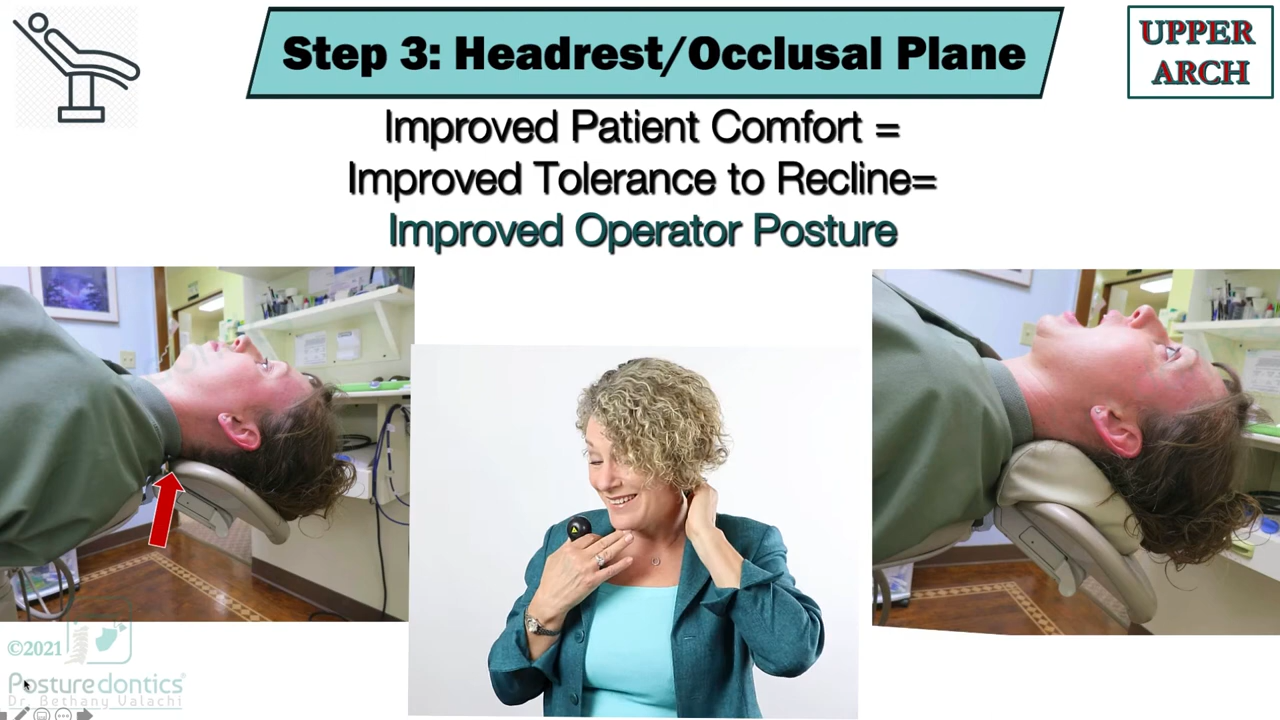 Step 3: Headrest/Occlusal Plane
UPPER
ARCH
Improved Patient Comfort =
Improved Tolerance to Recline=
Improved Operator Posture
©2021
Posturedontics®
Dr. Bethany Valachi